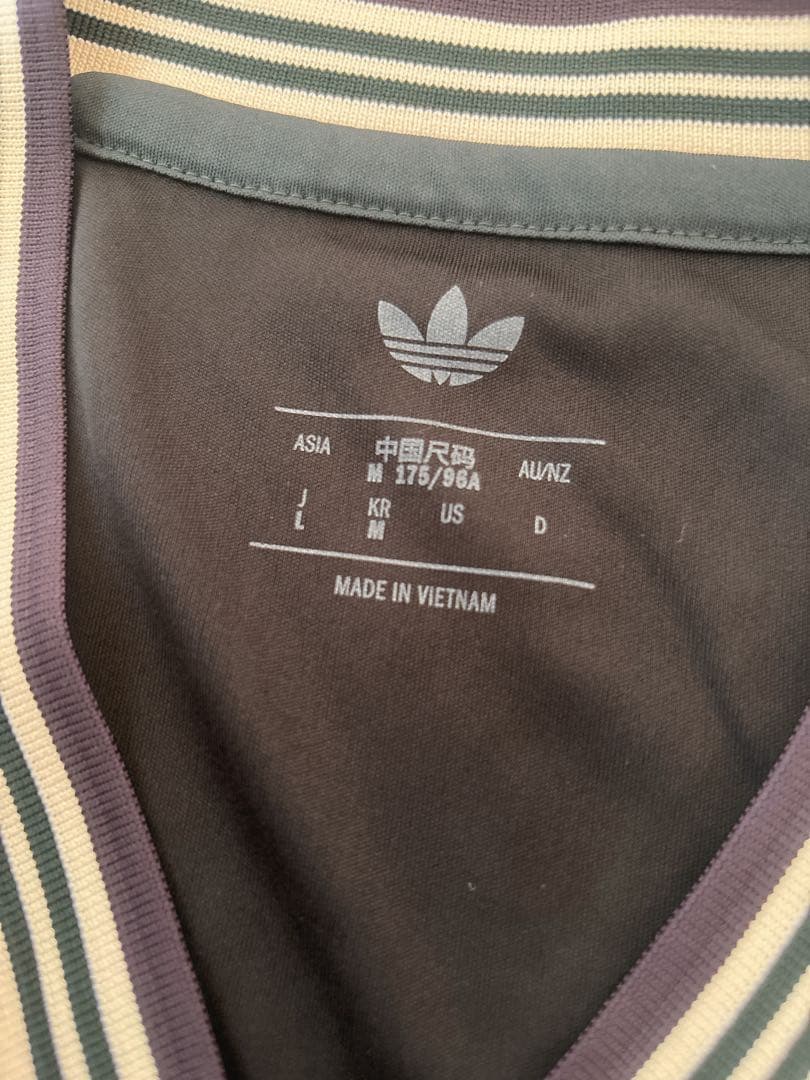 ASIA 中国尺码 AU/NZ
M 175/96A
J KR US D
L M
MADE IN VIETNAM